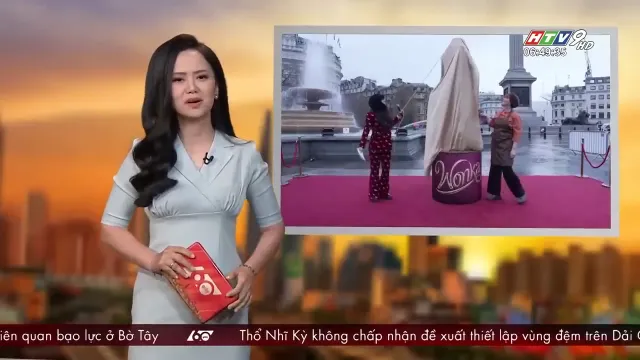 HTV9 HD
06:49:35
Wonka
iên quan bạo lực ở Bờ Tây
60
Thổ Nhĩ Kỳ không chấp nhận đề xuất thiết lập vùng đệm trên Dải G